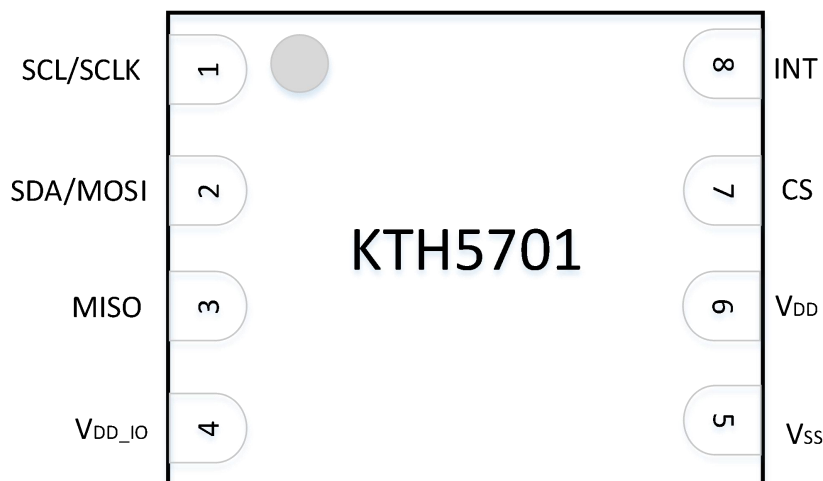 SCL/SCLK 1 8 INT
SDA/MOSI 2 7 CS
KTH5701
MISO 3 6 VDD
VDD_IO 4 5 VSS